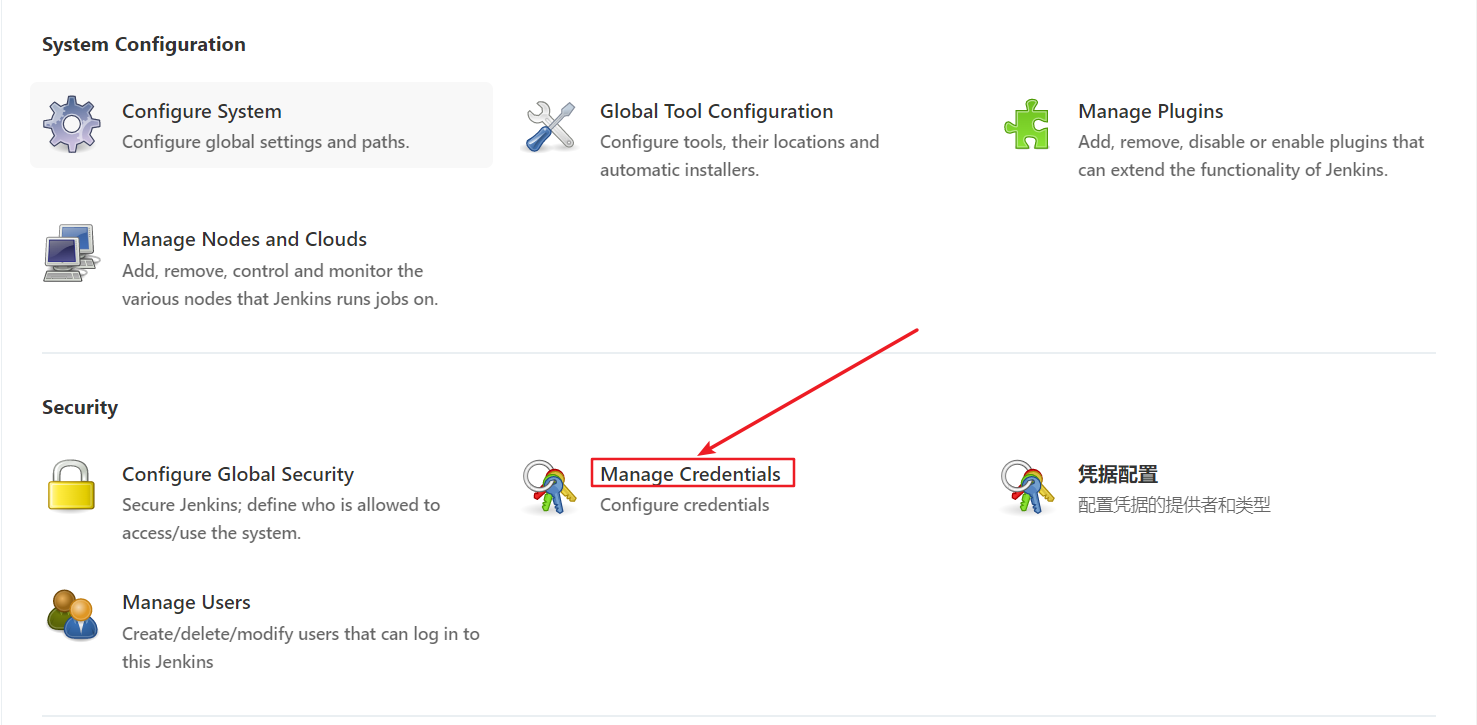 System Configuration
Configure System
Configure global settings and paths.
Global Tool Configuration
Configure tools, their locations and
automatic installers.
Manage Plugins
Add, remove, disable or enable plugins that
can extend the functionality of Jenkins.
Manage Nodes and Clouds
Add, remove, control and monitor the
various nodes that Jenkins runs jobs on.
Security
Configure Global Security
Secure Jenkins; define who is allowed to
access/use the system.
Manage Credentials
Configure credentials
凭据配置
配置凭据的提供者和类型
Manage Users
Create/delete/modify users that can log in to
this Jenkins